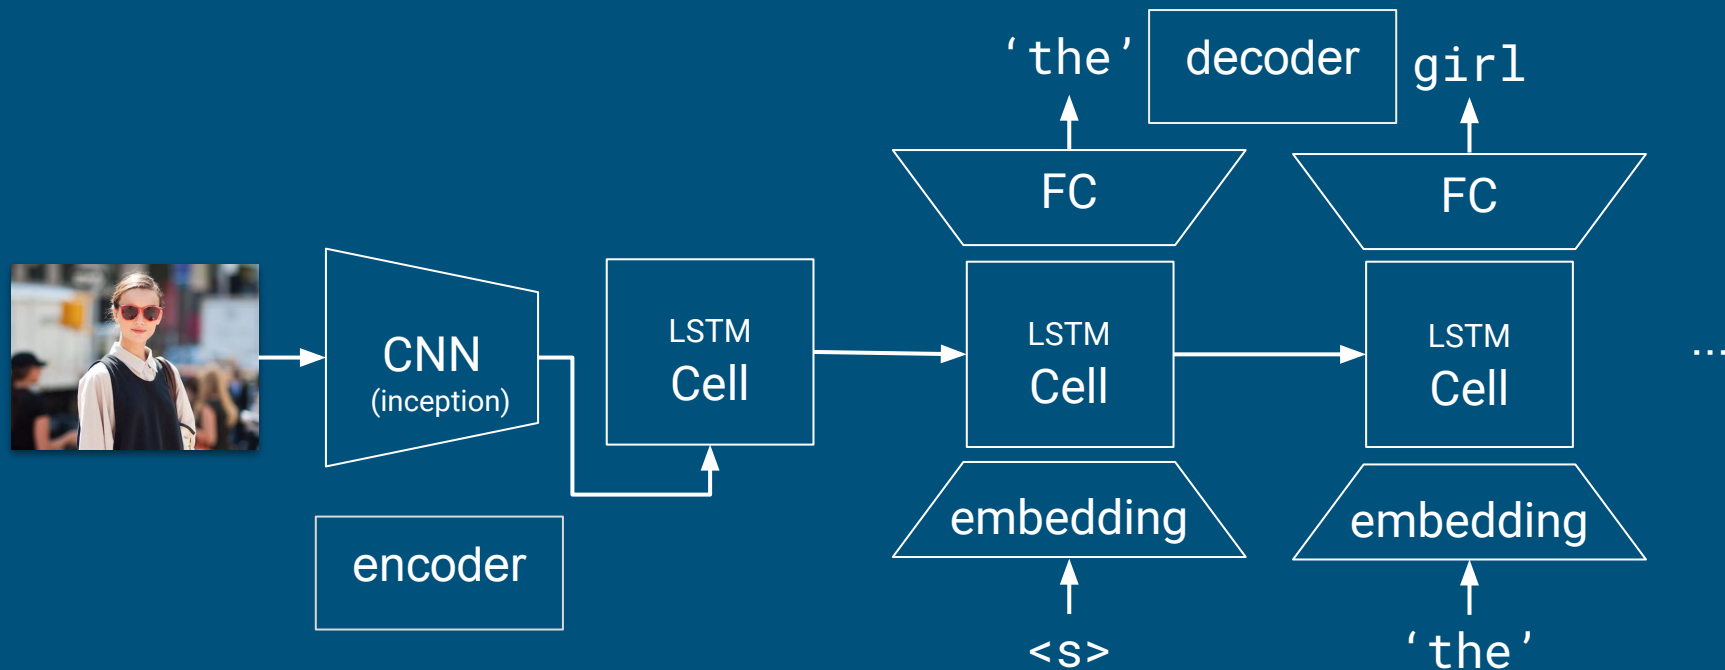 ‘the’
decoder
girl
FC
FC
CNN
(inception)
LSTM
Cell
LSTM
Cell
LSTM
Cell
...
encoder
embedding
embedding
<s>
‘the’